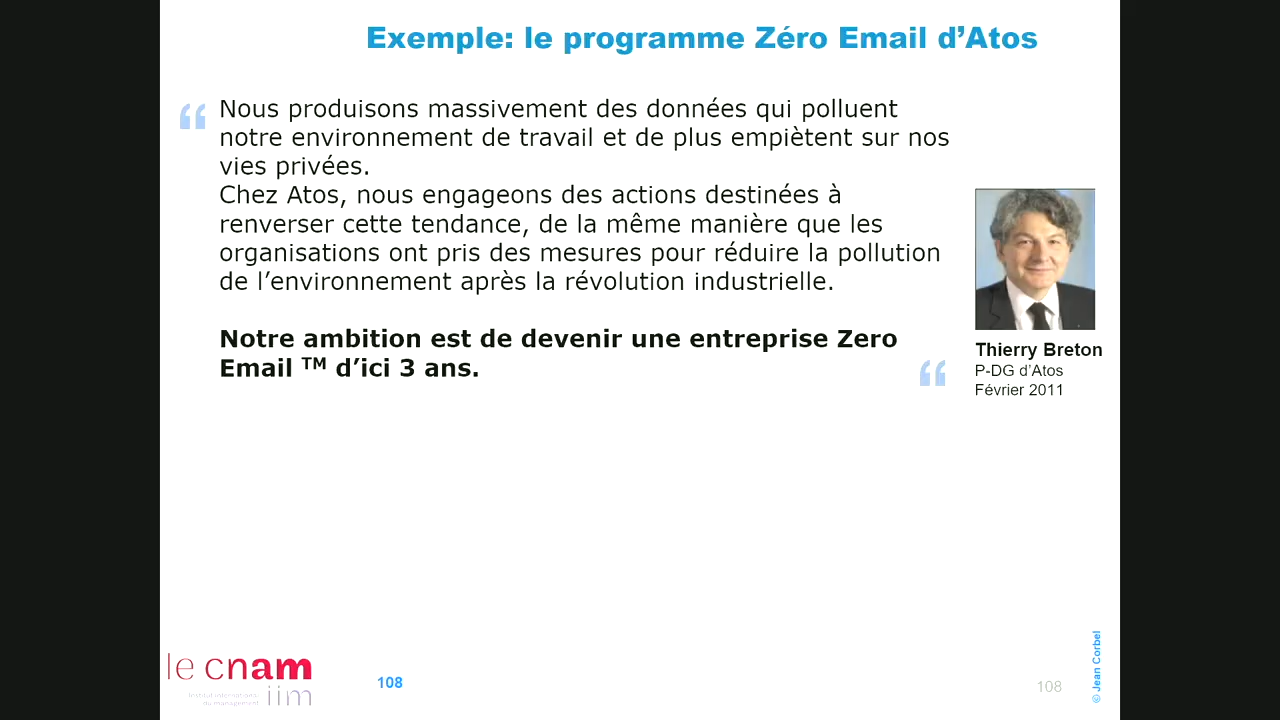 Exemple: le programme Zéro Email d’Atos
“
Nous produisons massivement des données qui polluent
notre environnement de travail et de plus empiètent sur nos
vies privées.
Chez Atos, nous engageons des actions destinées à
renverser cette tendance, de la même manière que les
organisations ont pris des mesures pour réduire la pollution
de l’environnement après la révolution industrielle.
Notre ambition est de devenir une entreprise Zero
Email TM d’ici 3 ans.
“
Thierry Breton
P-DG d’Atos
Février 2011
le cnam
Institut international
du management
iim
108
108
© Jean Corbel